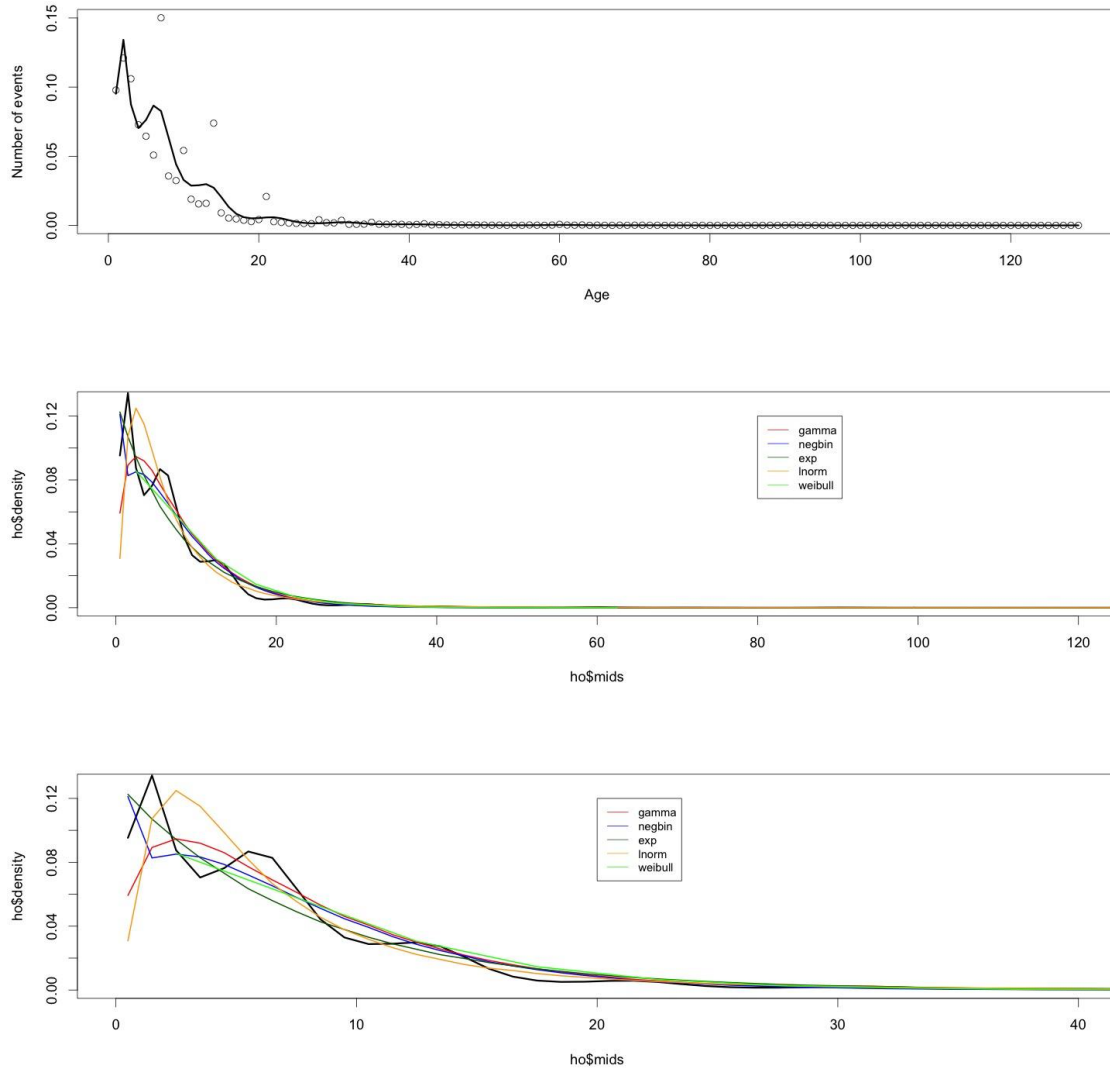 Number of events
0.15
0.10
0.05
0.00
0 20 40 60 80 100 120
Age
ho$density
0.12
0.08
0.04
0.00
gamma
negbin
exp
lnorm
weibull
0 20 40 60 80 100 120
ho$mids
ho$density
0.12
0.08
0.04
0.00
gamma
negbin
exp
lnorm
weibull
0 10 20 30 40
ho$mids